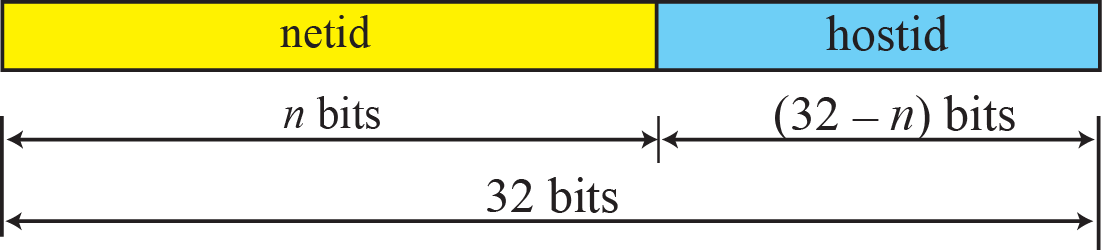 netid hostid
n bits (32 – n) bits
32 bits